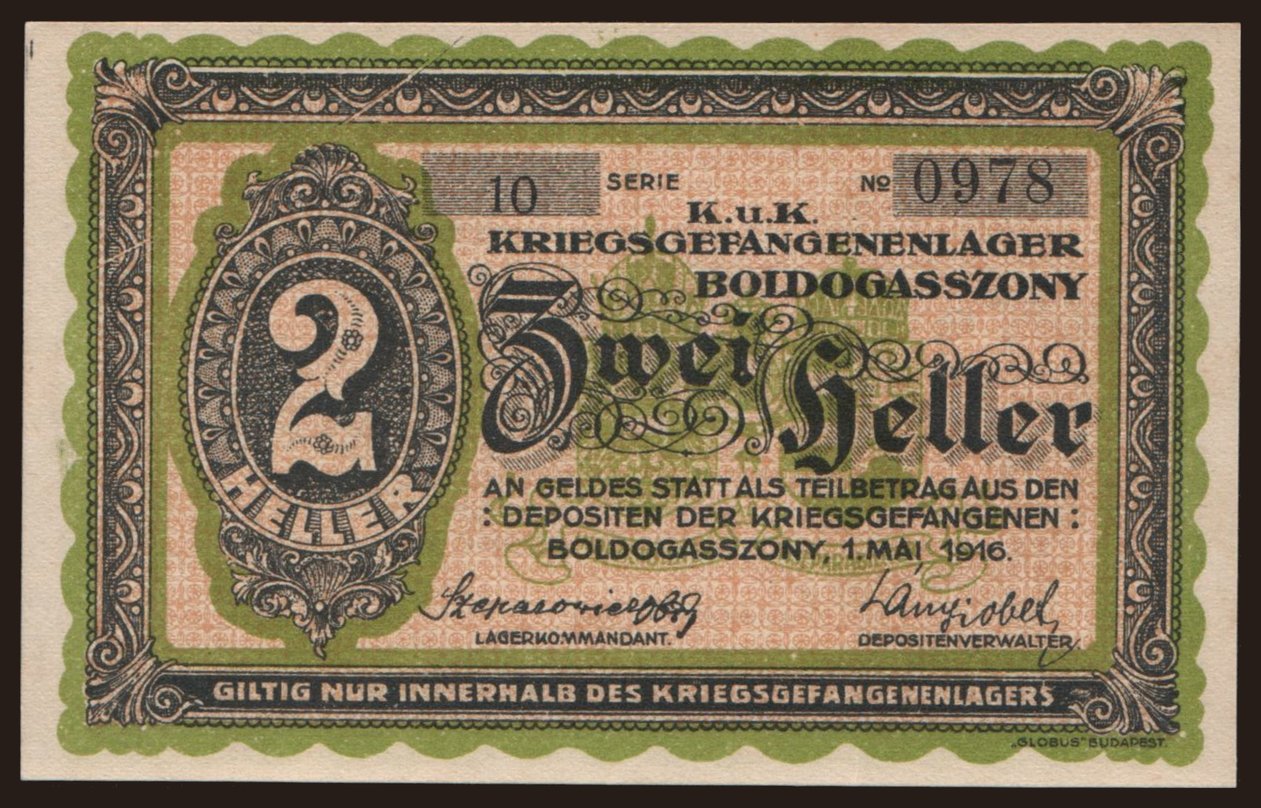 10 SERIE № 0978
K.u.K.
KRIEGSGEFANGENENLAGER
BOLDOGASSZONY
Zwei Heller
2
HELLER
AN GELDES STATT ALS TEILBETRAG AUS DEN
: DEPOSITEN DER KRIEGSGEFANGENEN :
BOLDOGASSZONY, 1. MAI 1916.
LAGERKOMMANDANT. DEPOSITENVERWALTER
GILTIG NUR INNERHALB DES KRIEGSGEFANGENENLAGERS
„GLOBUS" BUDAPEST.